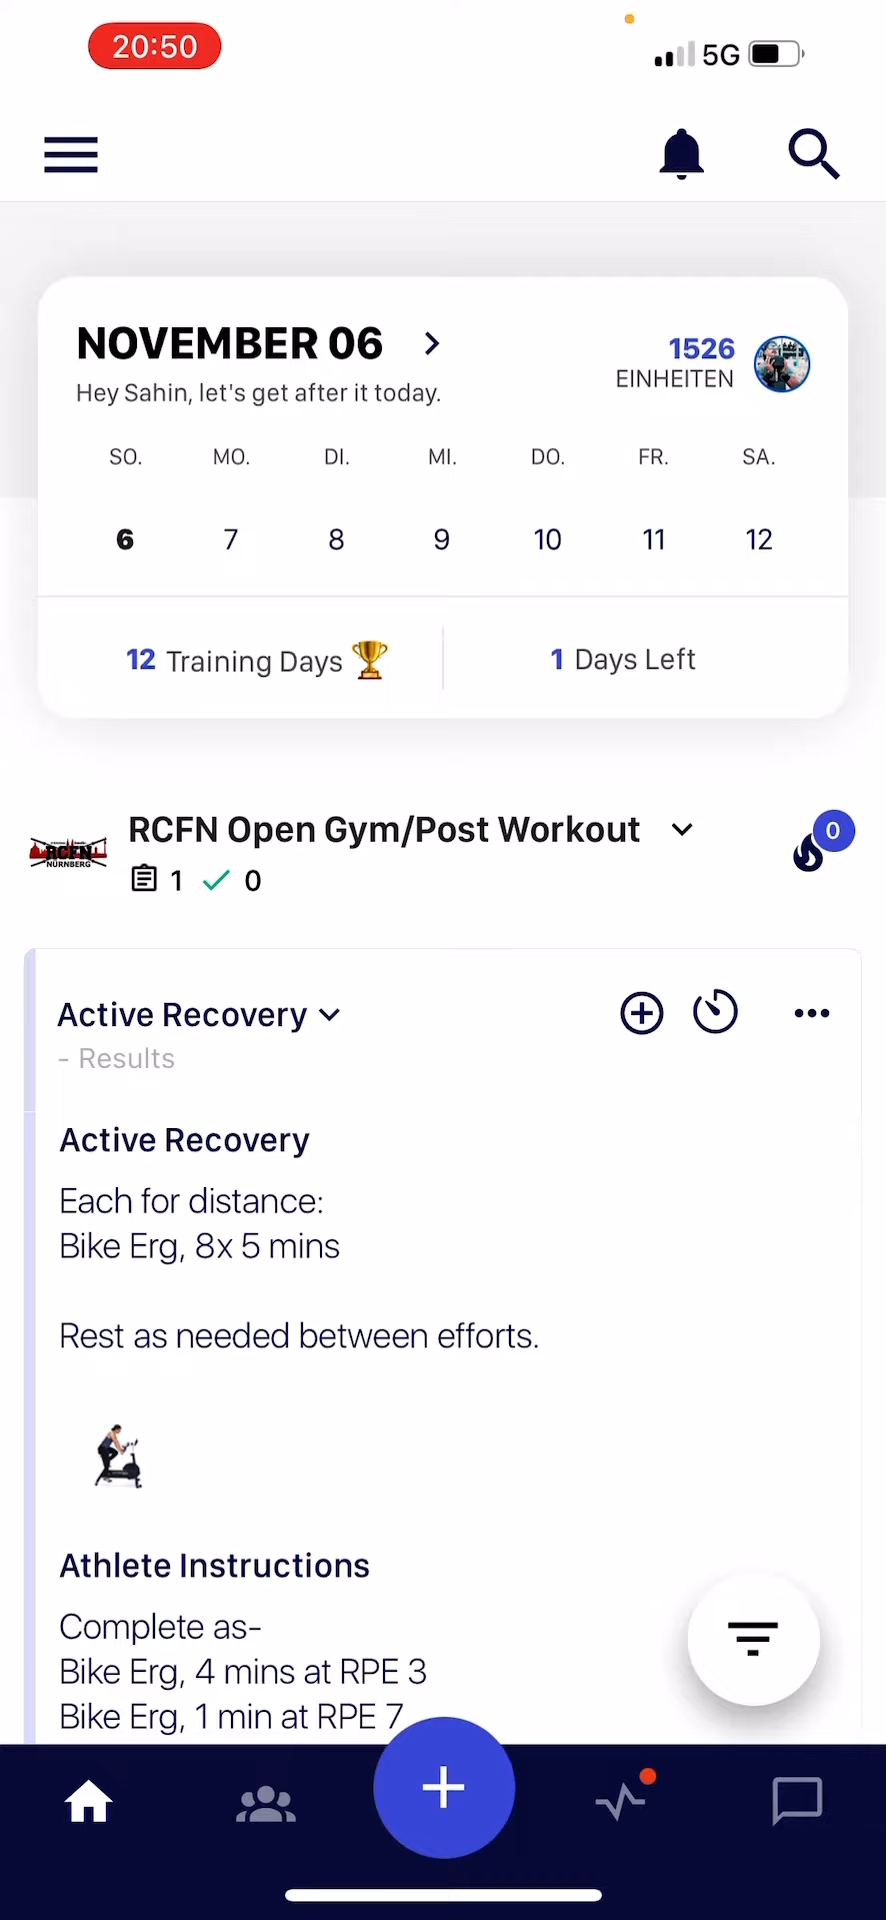 20:50
5G
NOVEMBER 06
1526
EINHEITEN
Hey Sahin, let's get after it today.
SO. MO. DI. MI. DO. FR. SA.
6 7 8 9 10 11 12
12 Training Days
1 Days Left
RCFN Open Gym/Post Workout
0
RCFN
NÜRNBERG
1 0
Active Recovery
- Results
Active Recovery
Each for distance:
Bike Erg, 8x 5 mins
Rest as needed between efforts.
Athlete Instructions
Complete as-
Bike Erg, 4 mins at RPE 3
Bike Erg, 1 min at RPE 7